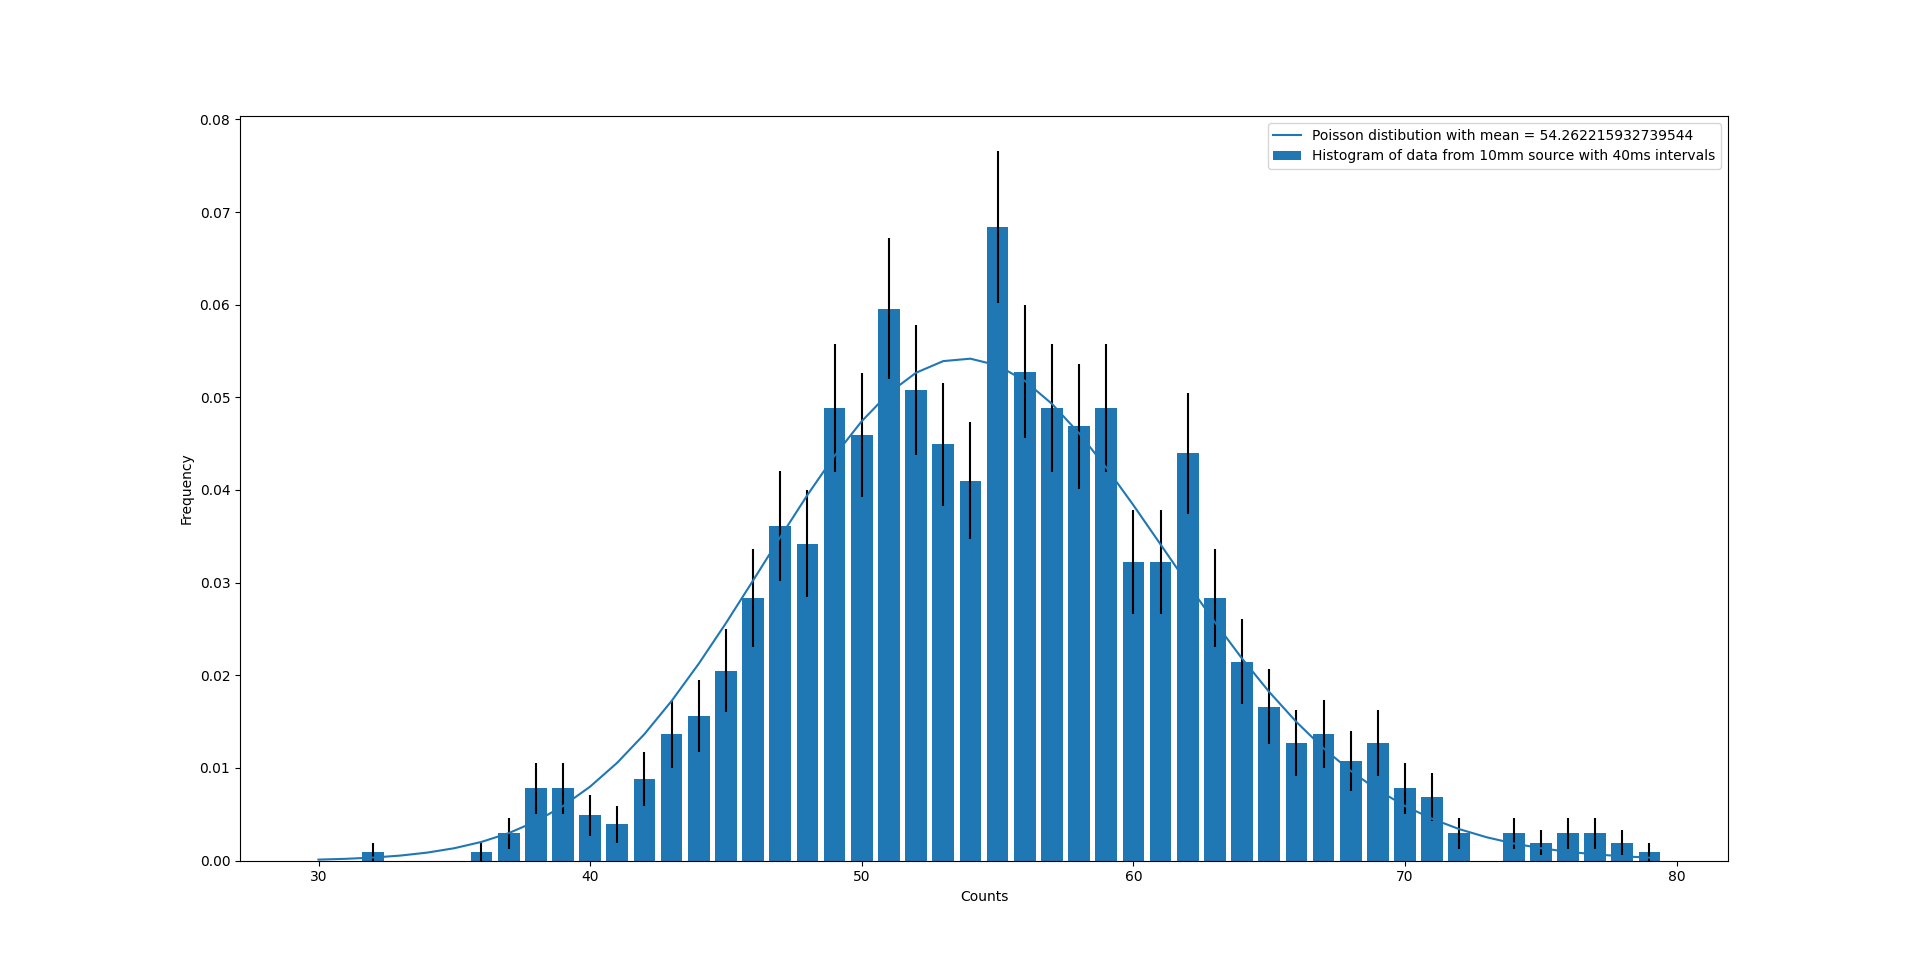 Poisson distibution with mean = 54.262215932739544
Histogram of data from 10mm source with 40ms intervals
0.08
0.07
0.06
0.05
0.04
0.03
0.02
0.01
0.00
Frequency
30 40 50 60 70 80
Counts